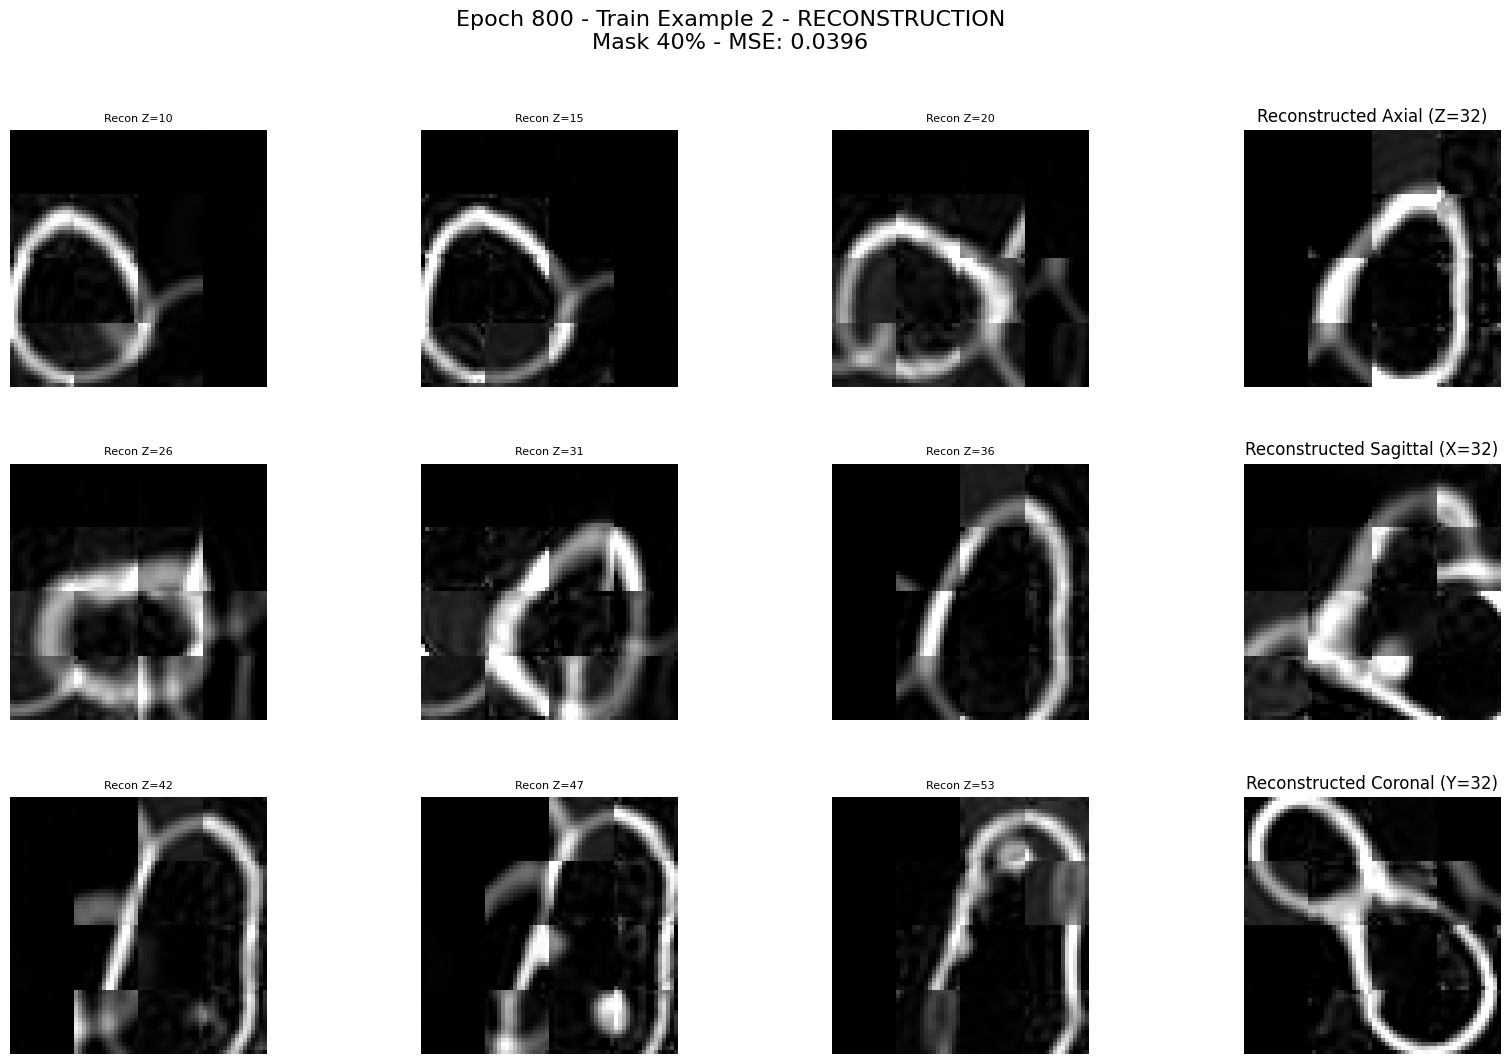 Epoch 800 - Train Example 2 - RECONSTRUCTION
Mask 40% - MSE: 0.0396
Recon Z=10
Recon Z=15
Recon Z=20
Reconstructed Axial (Z=32)
Recon Z=26
Recon Z=31
Recon Z=36
Reconstructed Sagittal (X=32)
Recon Z=42
Recon Z=47
Recon Z=53
Reconstructed Coronal (Y=32)